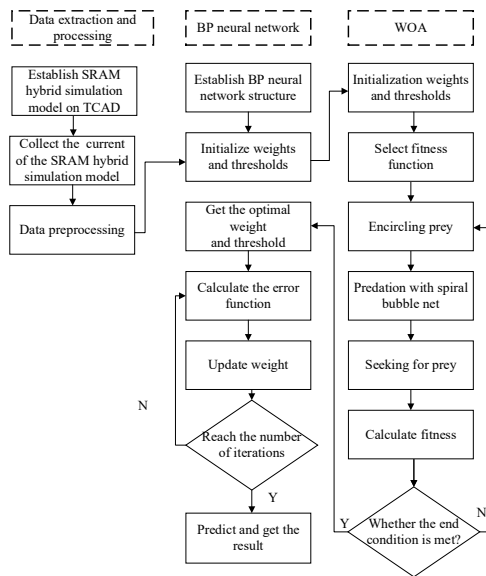 Data extraction and
processing
Establish SRAM
hybrid simulation
model on TCAD
Collect the current
of the SRAM hybrid
simulation model
Data preprocessing
BP neural network
Establish BP neural
network structure
Initialize weights
and thresholds
Get the optimal
weight
and threshold
Calculate the error
function
Update weight
N
Reach the number
of iterations
Y
Predict and get the
result
WOA
Initialization weights
and thresholds
Select fitness
function
Encircling prey
Predation with spiral
bubble net
Seeking for prey
Calculate fitness
Y
Whether the end
condition is met?
N